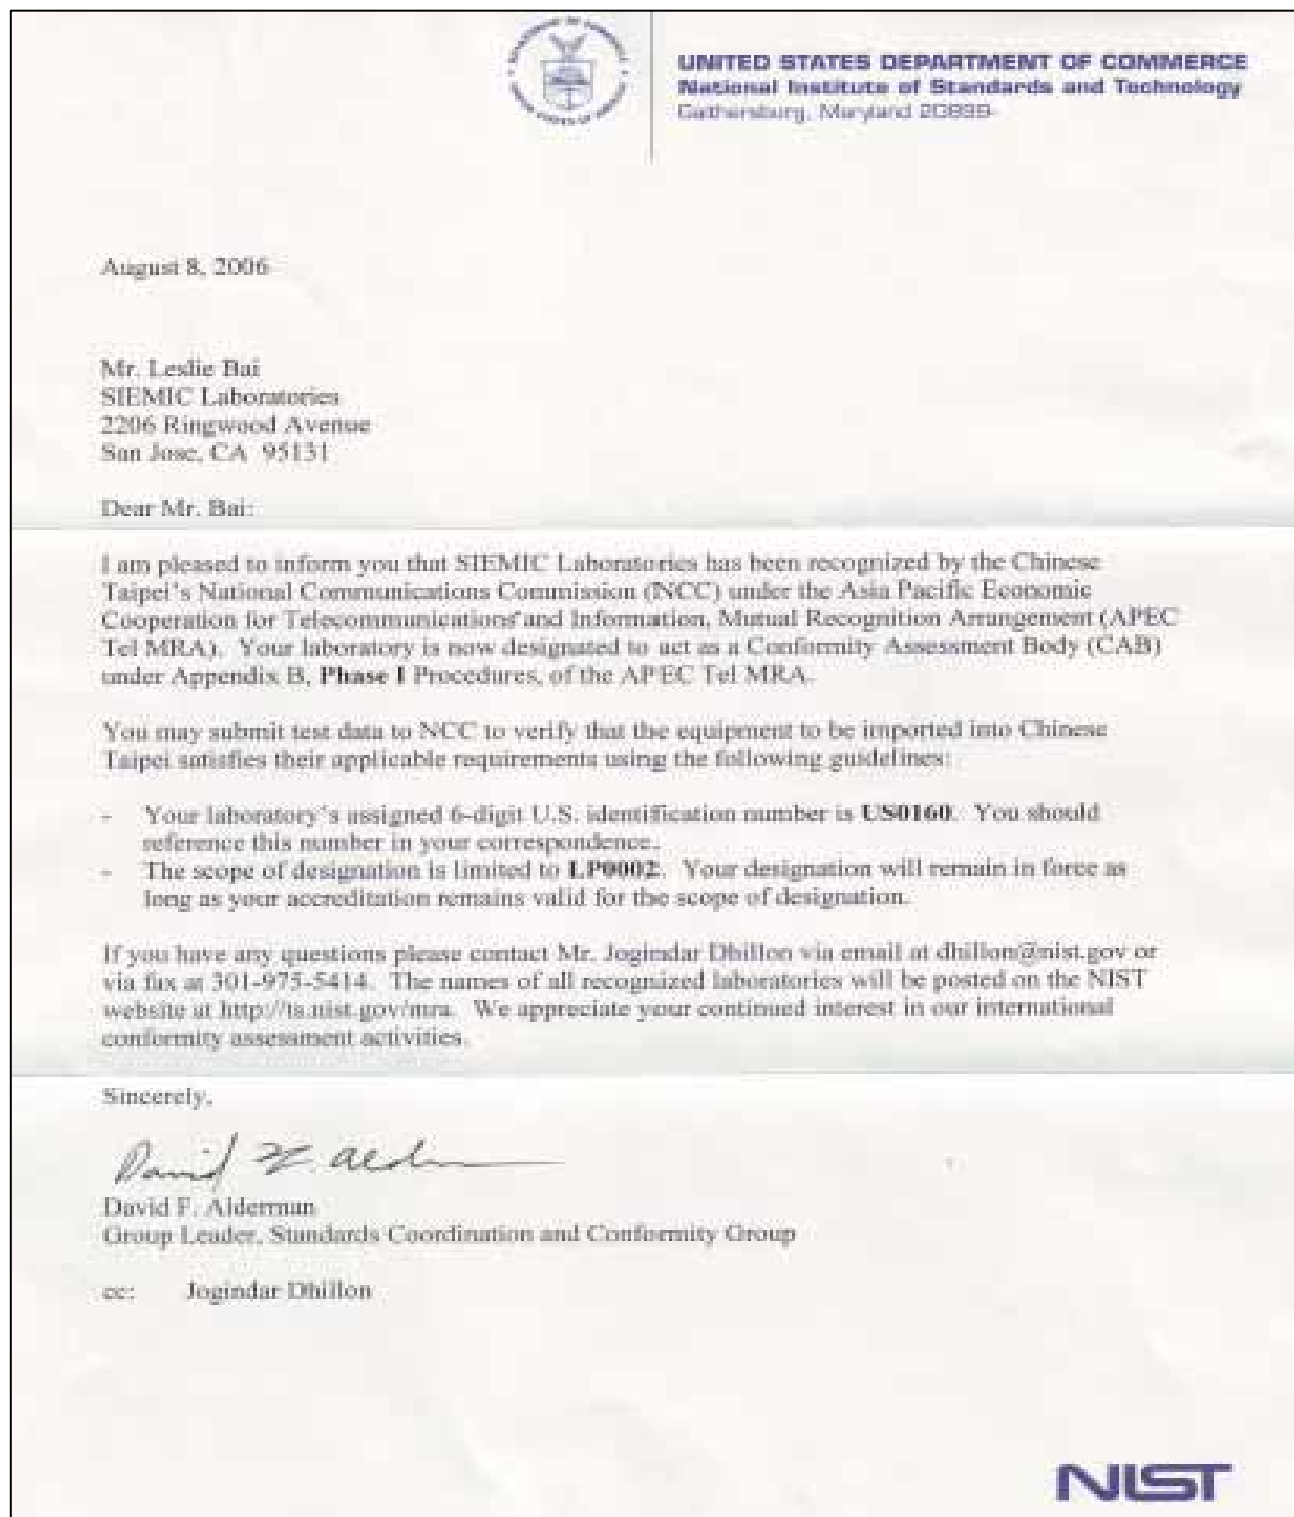 UNITED STATES DEPARTMENT OF COMMERCE
National Institute of Standards and Technology
Gaithersburg, Maryland 20899-
August 8, 2006
Mr. Leslie Bai
SIEMIC Laboratories
2206 Ringwood Avenue
San Jose, CA 95131
Dear Mr. Bai:
I am pleased to inform you that SIEMIC Laboratories has been recognized by the Chinese
Taipei's National Communications Commission (NCC) under the Asia Pacific Economic
Cooperation for Telecommunications and Information, Mutual Recognition Arrangement (APEC
Tel MRA). Your laboratory is now designated to act as a Conformity Assessment Body (CAB)
under Appendix B, Phase I Procedures, of the APEC Tel MRA.
You may submit test data to NCC to verify that the equipment to be imported into Chinese
Taipei satisfies their applicable requirements using the following guidelines:
- Your laboratory's assigned 6-digit U.S. identification number is US0160. You should
reference this number in your correspondence.
- The scope of designation is limited to LP0002. Your designation will remain in force as
long as your accreditation remains valid for the scope of designation.
If you have any questions please contact Mr. Jogindar Dhillon via email at dhillon@nist.gov or
via fax at 301-975-5414. The names of all recognized laboratories will be posted on the NIST
website at http://ts.nist.gov/mra. We appreciate your continued interest in our international
conformity assessment activities.
Sincerely,
David F. Alderman
Group Leader, Standards Coordination and Conformity Group
cc: Jogindar Dhillon
NIST